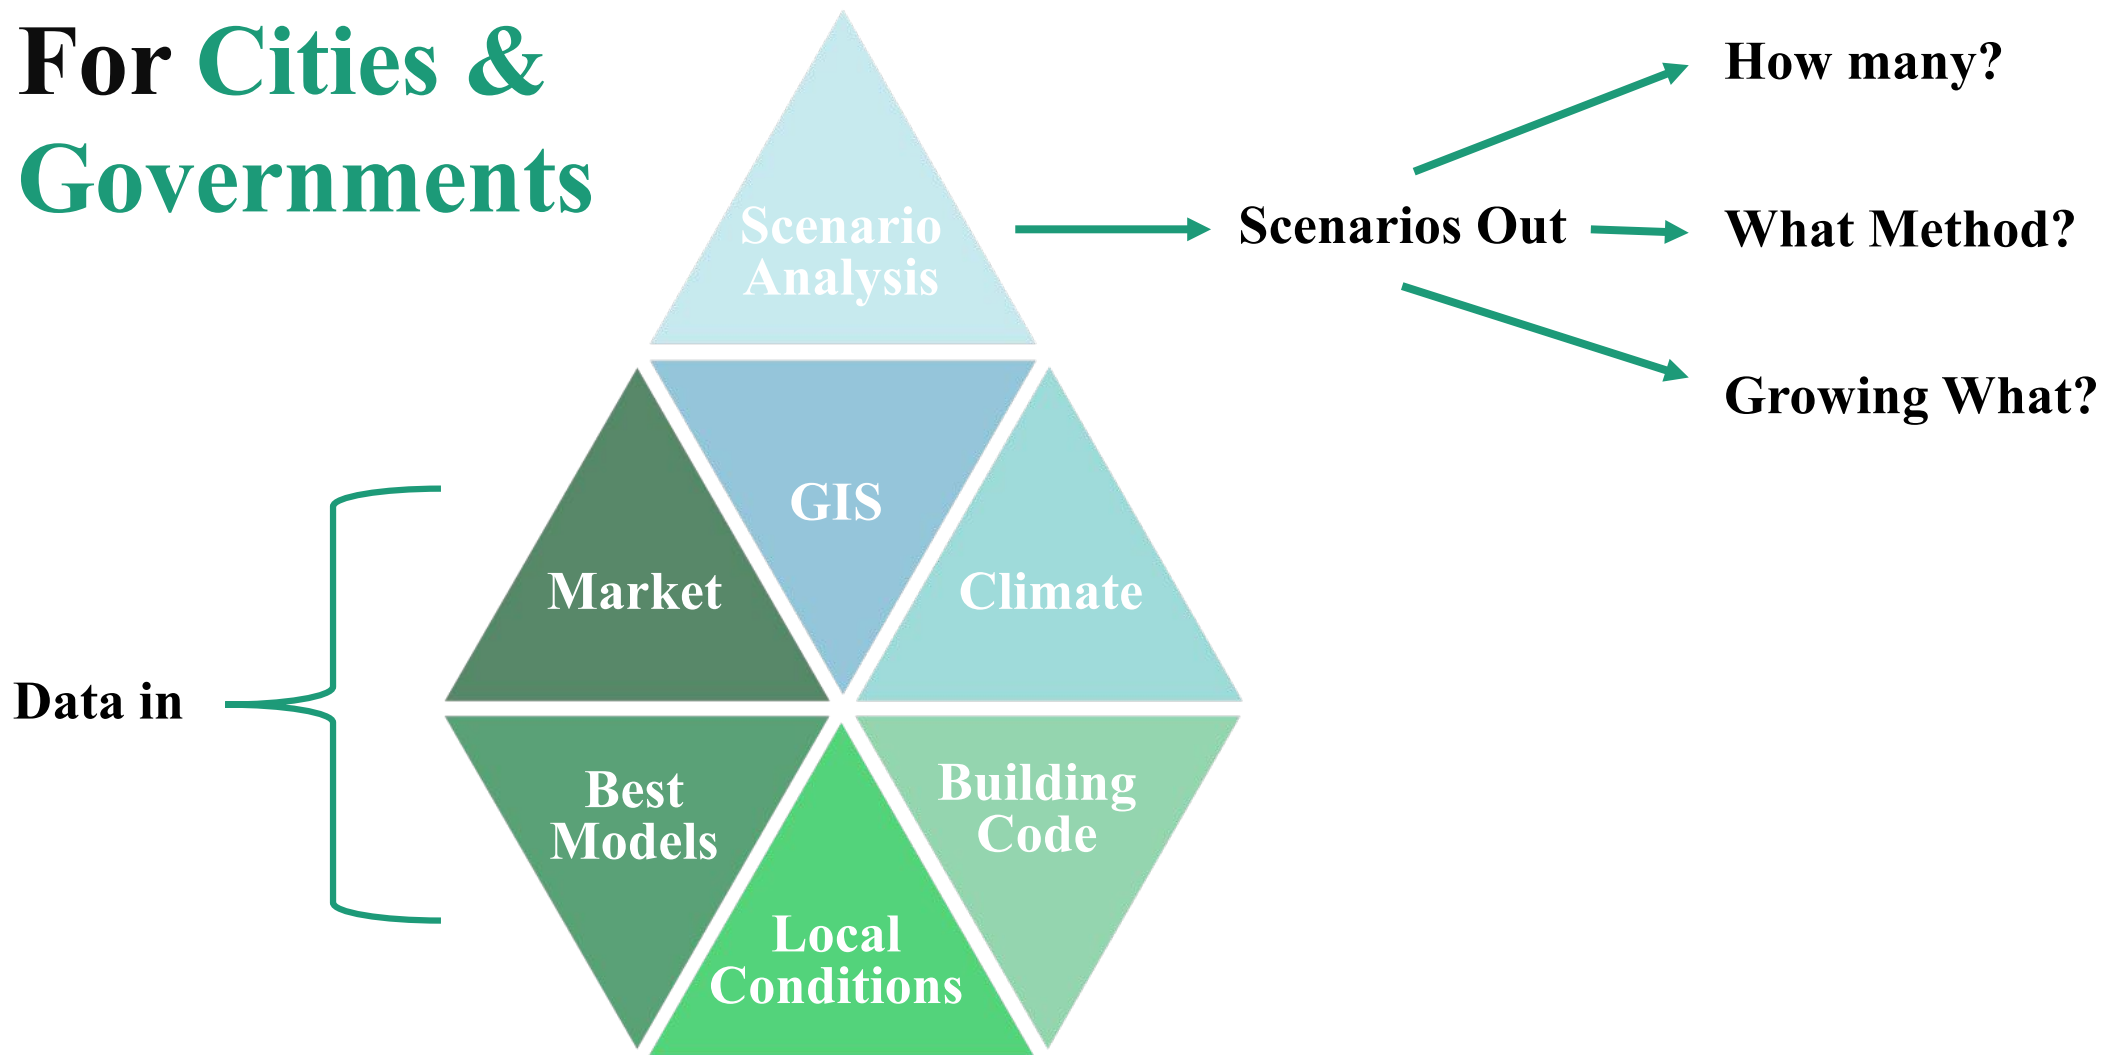 For Cities &
Governments
Scenario
Analysis
Scenarios Out
How many?
What Method?
Growing What?
GIS
Market
Climate
Data in
Best
Models
Building
Code
Local
Conditions